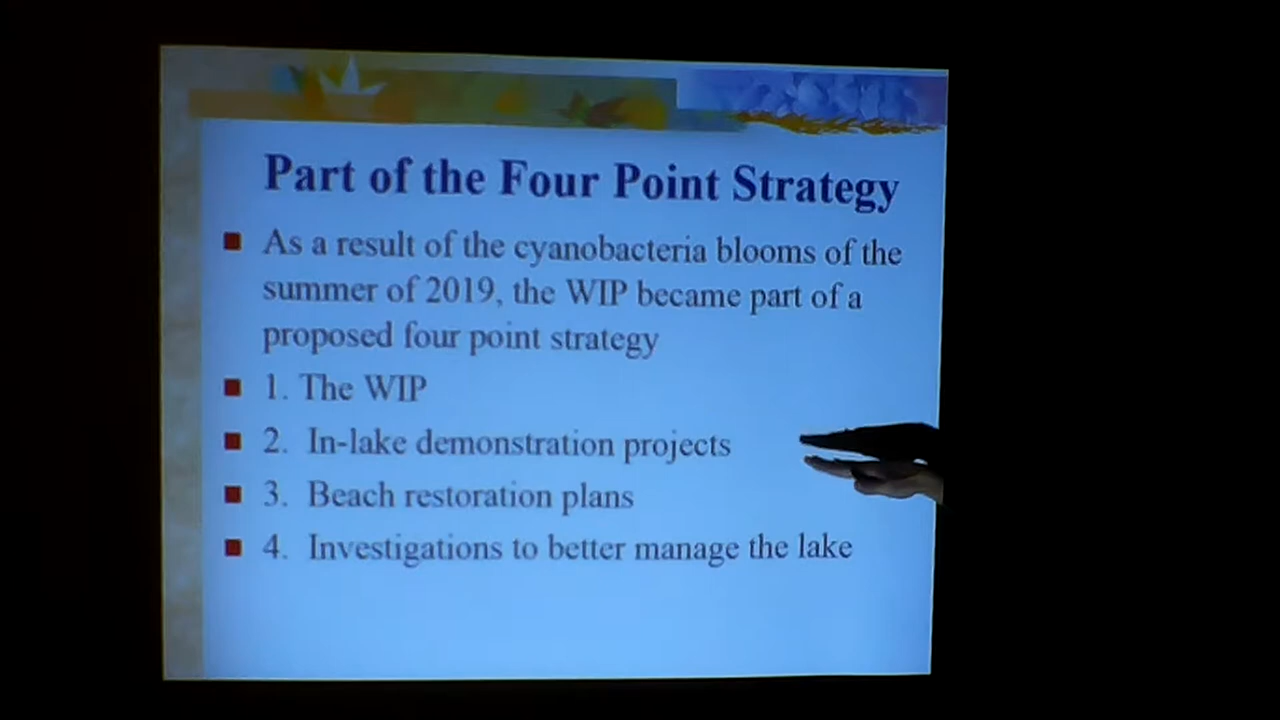 Part of the Four Point Strategy
As a result of the cyanobacteria blooms of the
summer of 2019, the WIP became part of a
proposed four point strategy
1. The WIP
2. In-lake demonstration projects
3. Beach restoration plans
4. Investigations to better manage the lake